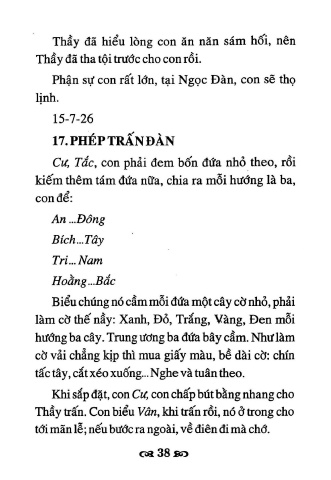 Thầy đã hiểu lòng con ăn năn sám hối, nên
Thầy đã tha tội trước cho con rồi.
Phận sự con rất lớn, tại Ngọc Đàn, con sẽ thọ
lịnh.
15-7-26
17. PHÉP TRẤN ĐÀN
Cư, Tắc, con phải đem bốn đứa nhỏ theo, rồi
kiếm thêm tám đứa nữa, chia ra mỗi hướng là ba,
con để:
An ...Đông
Bích...Tây
Tri... Nam
Hoằng...Bắc
Biểu chúng nó cầm mỗi đứa một cây cờ nhỏ, phải
làm cờ thế nầy: Xanh, Đỏ, Trắng, Vàng, Đen mỗi
hướng ba cây. Trung ương ba đứa bây cầm. Như làm
cờ vải chẳng kịp thì mua giấy màu, bề dài cờ: chín
tấc tây, cắt xéo xuống... Nghe và tuân theo.
Khi sắp đặt, con Cư, con chấp bút bằng nhang cho
Thầy trấn. Con biểu Vân, khi trấn rồi, nó ở trong cho
tới mãn lễ; nếu bước ra ngoài, về điên đi mà chớ.
38